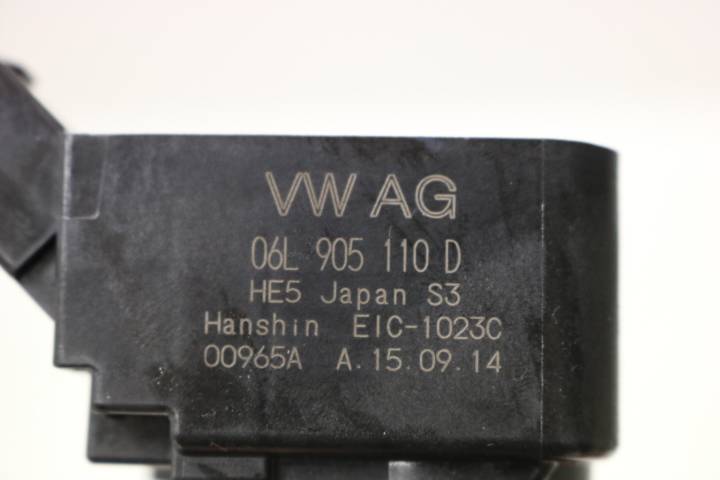 VW AG
06L 905 110 D
HE5 Japan S3
Hanshin EIC-1023C
00965A A.15.09.14